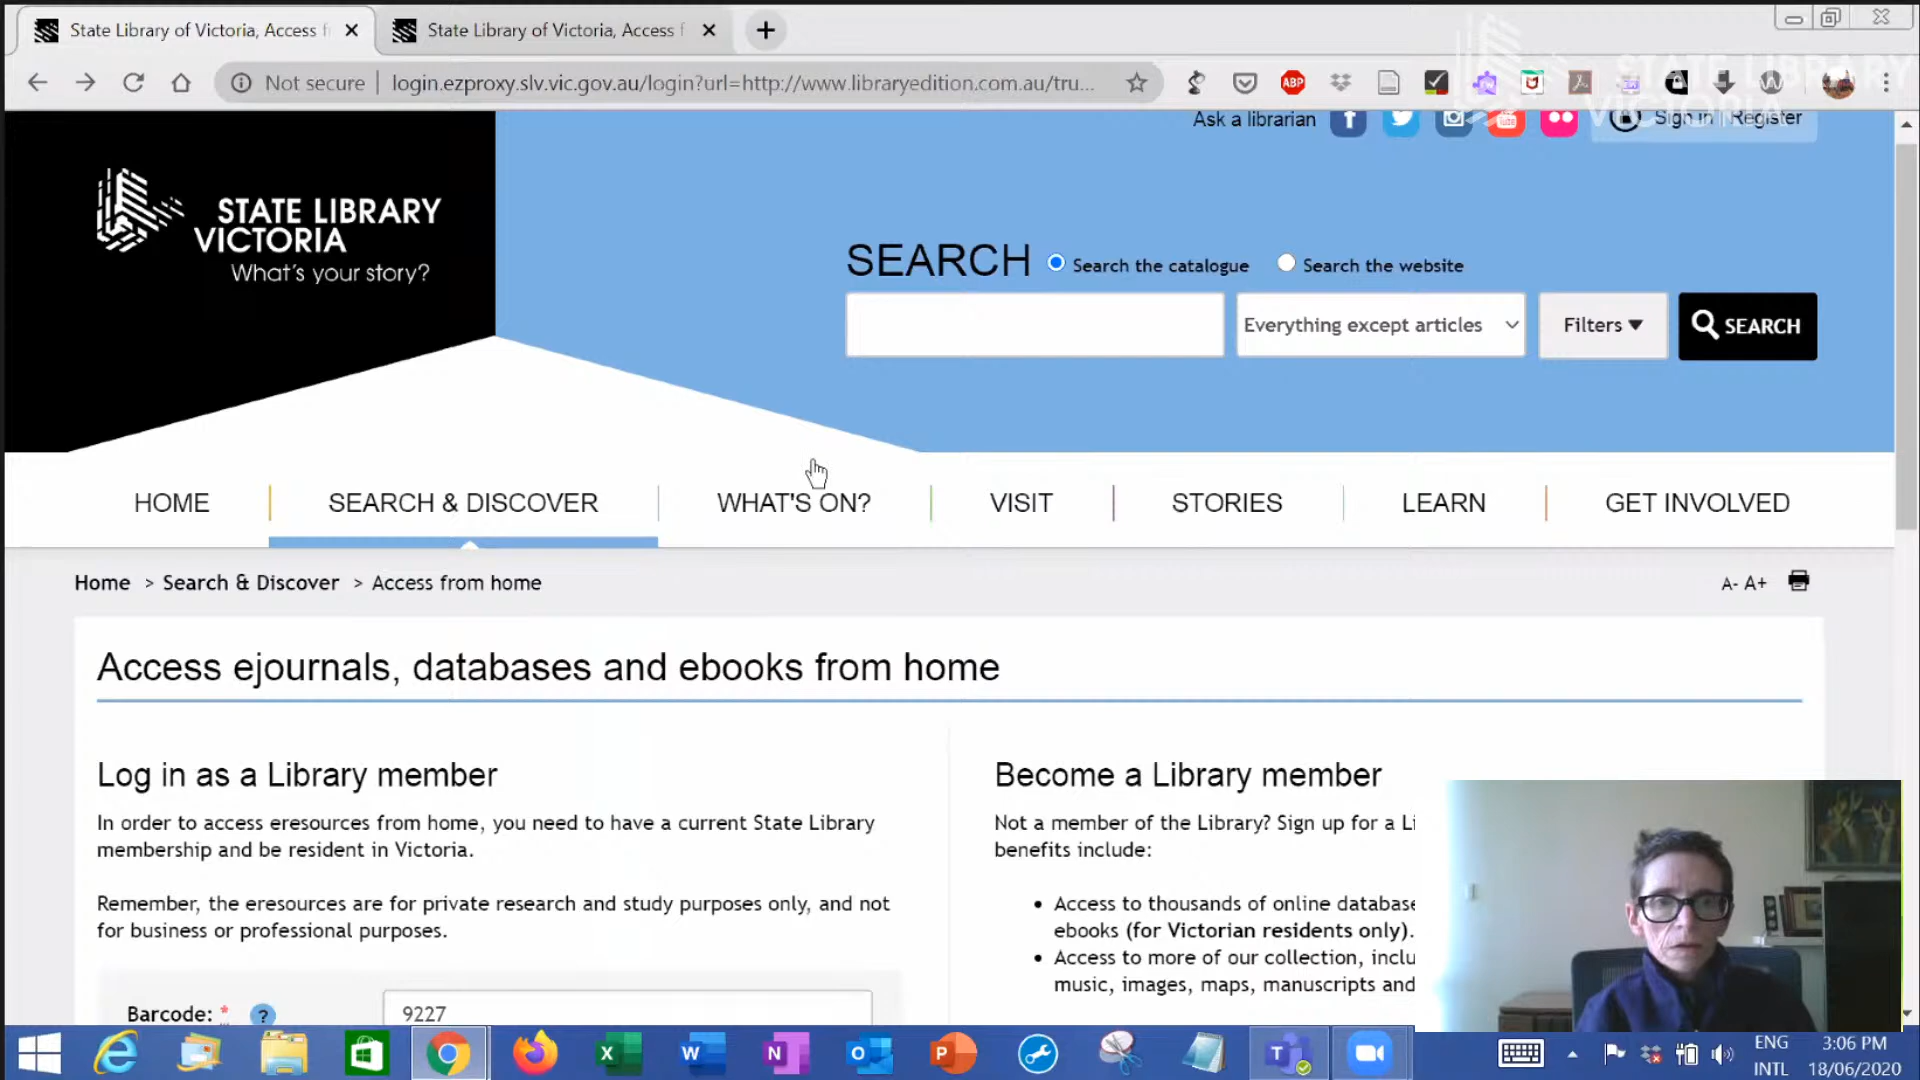 State Library of Victoria, Access f
State Library of Victoria, Access f
Not secure
login.ezproxy.slv.vic.gov.au/login?url=http://www.libraryedition.com.au/tru...
ABP
STATE LIBRARY
VICTORIA
Ask a librarian
Sign in
Register
STATE LIBRARY
VICTORIA
What's your story?
SEARCH
Search the catalogue
Search the website
Everything except articles
Filters
SEARCH
HOME
SEARCH & DISCOVER
WHAT'S ON?
VISIT
STORIES
LEARN
GET INVOLVED
Home > Search & Discover > Access from home
A- A+
Access ejournals, databases and ebooks from home
Log in as a Library member
In order to access eresources from home, you need to have a current State Library
membership and be resident in Victoria.
Remember, the eresources are for private research and study purposes only, and not
for business or professional purposes.
Barcode: *
?
9227
Become a Library member
Not a member of the Library? Sign up for a Li
benefits include:
• Access to thousands of online database
ebooks (for Victorian residents only).
• Access to more of our collection, inclu
music, images, maps, manuscripts and
ENG
INTL
3:06 PM
18/06/2020